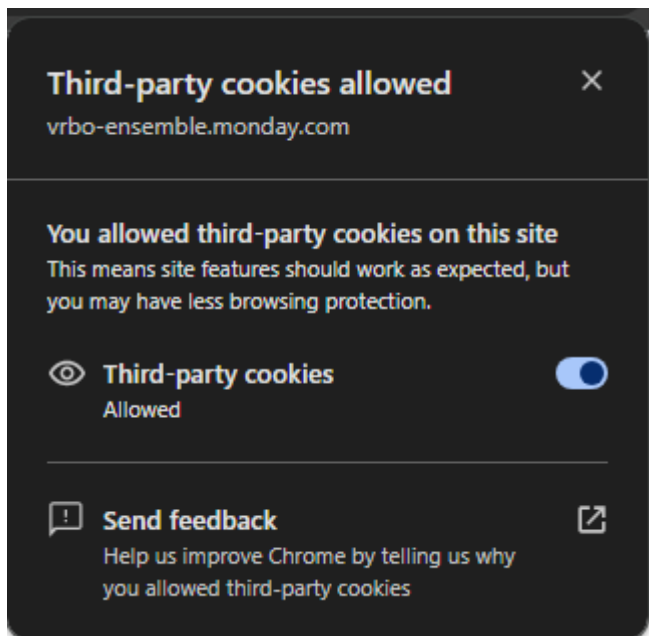 Third-party cookies allowed
vrbo-ensemble.monday.com
You allowed third-party cookies on this site
This means site features should work as expected, but
you may have less browsing protection.
Third-party cookies
Allowed
Send feedback
Help us improve Chrome by telling us why
you allowed third-party cookies